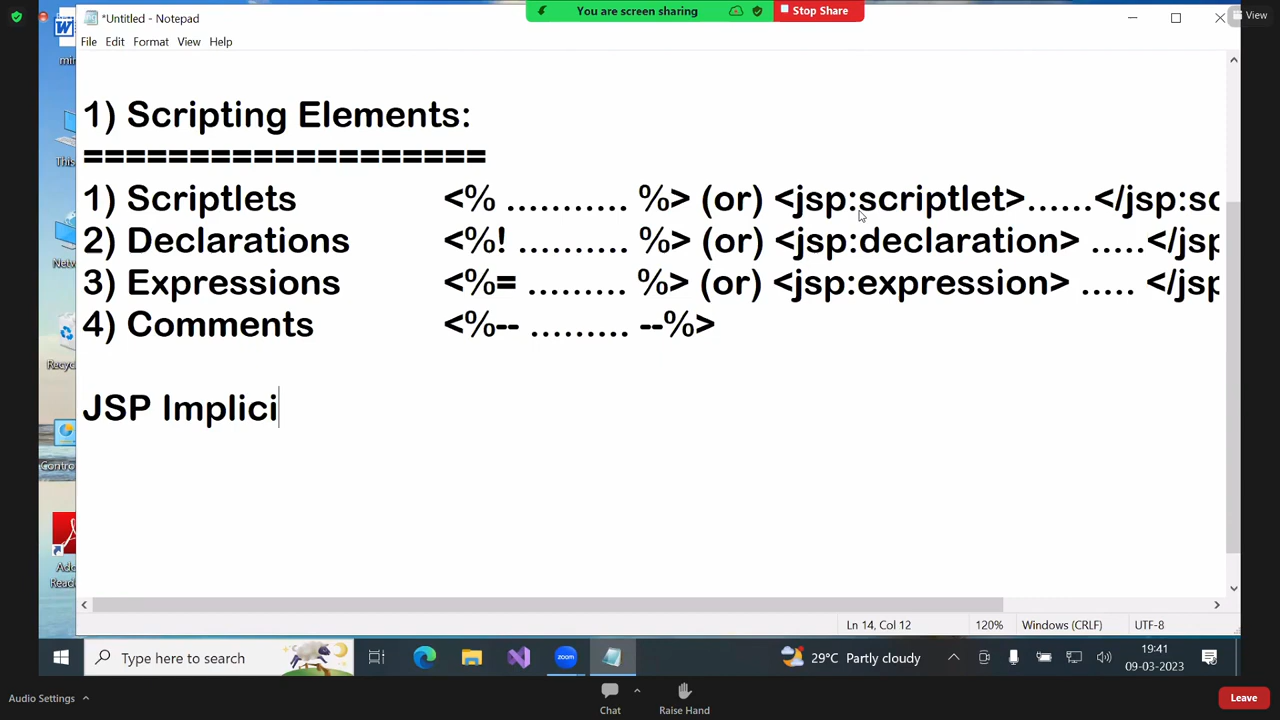 *Untitled - Notepad
You are screen sharing
Stop Share
View
File Edit Format View Help
1) Scripting Elements:
===================
1) Scriptlets <% ........... %> (or) <jsp:scriptlet>......</jsp:sc
2) Declarations <%! .......... %> (or) <jsp:declaration> .....</jsp
3) Expressions <%= ......... %> (or) <jsp:expression> ..... </jsp
4) Comments <%-- ......... --%>
JSP Implici
Ln 14, Col 12 120% Windows (CRLF) UTF-8
Type here to search
zoom
29°C Partly cloudy
19:41
09-03-2023
Audio Settings
Chat
Raise Hand
Leave